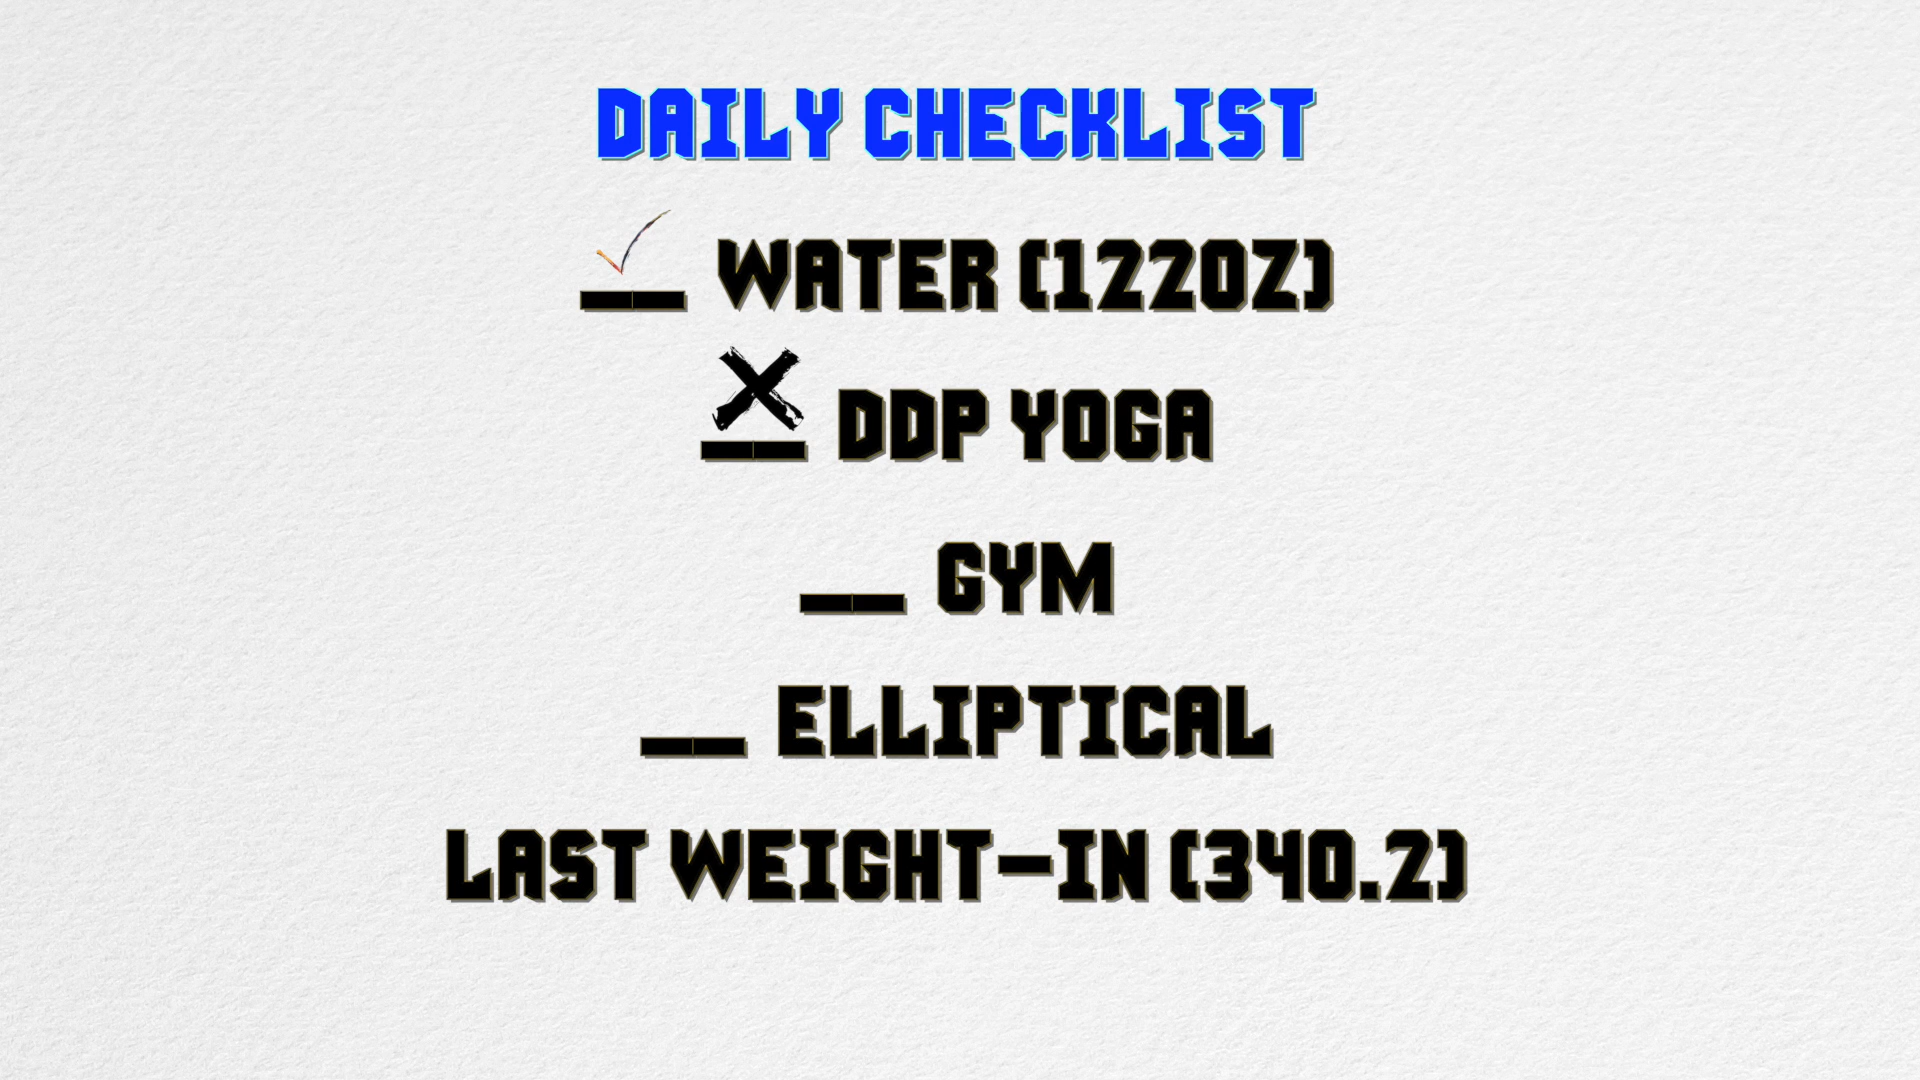 DAILY CHECKLIST
__ WATER (122OZ)
__ DDP YOGA
__ GYM
__ ELLIPTICAL
LAST WEIGHT-IN (340.2)